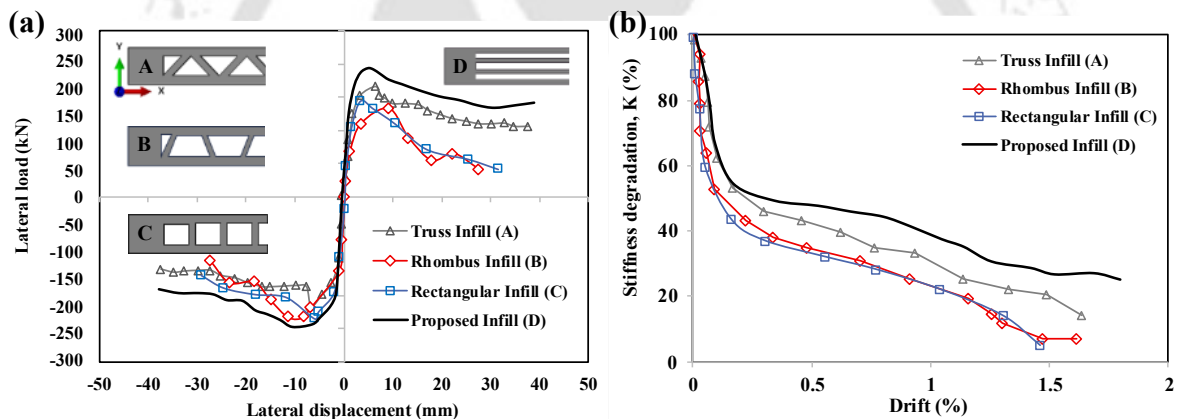 (a)
300
250
200
150
100
50
0
-50
-100
-150
-200
-250
-300
-50 -40 -30 -20 -10 0 10 20 30 40 50
Lateral load (kN)
Lateral displacement (mm)
Y
X
A
B
C
D
Truss Infill (A)
Rhombus Infill (B)
Rectangular Infill (C)
Proposed Infill (D)
(b)
100
80
60
40
20
0
0 0.5 1 1.5 2
Stiffness degradation, K (%)
Drift (%)
Truss Infill (A)
Rhombus Infill (B)
Rectangular Infill (C)
Proposed Infill (D)